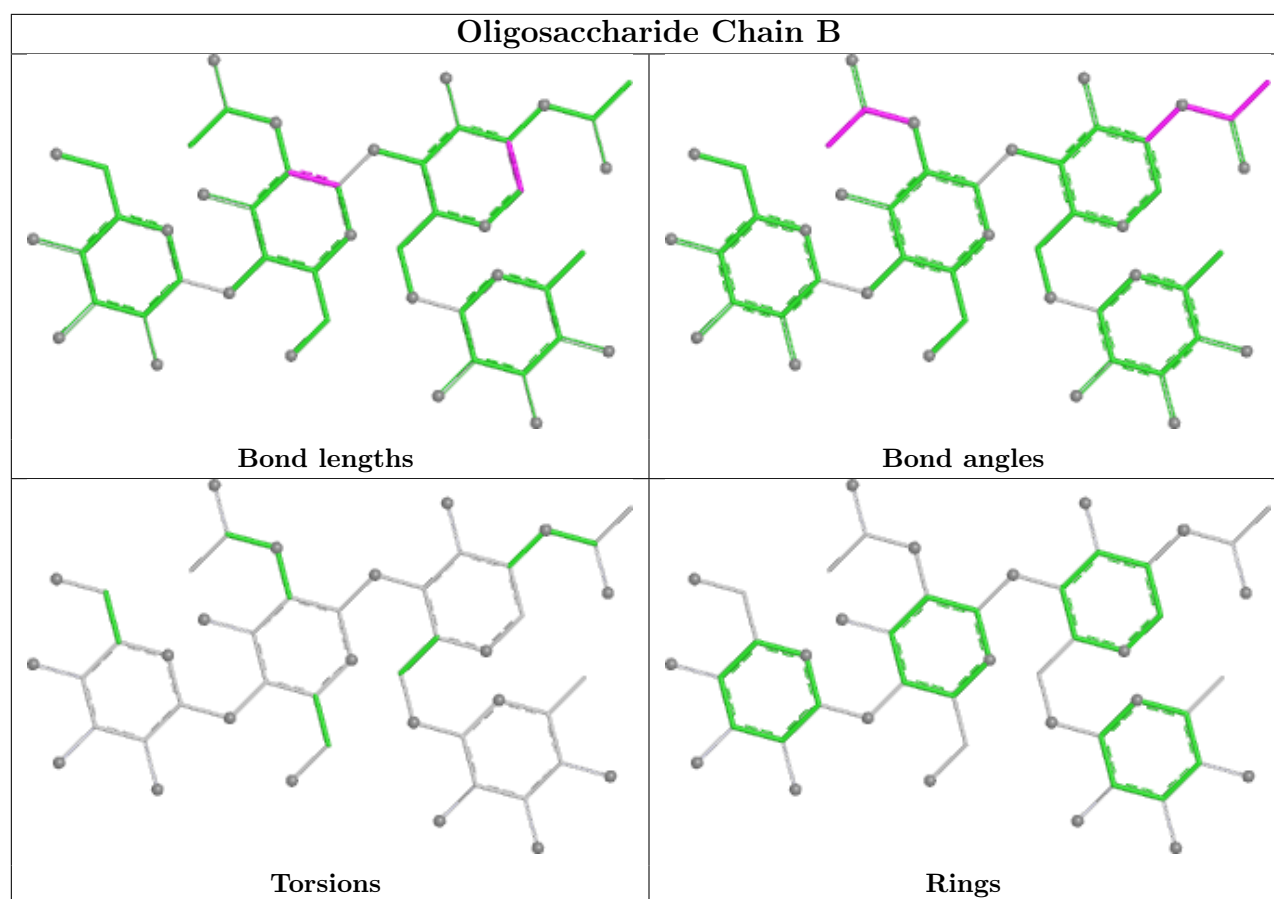 Oligosaccharide Chain B
Bond lengths
Bond angles
Torsions
Rings